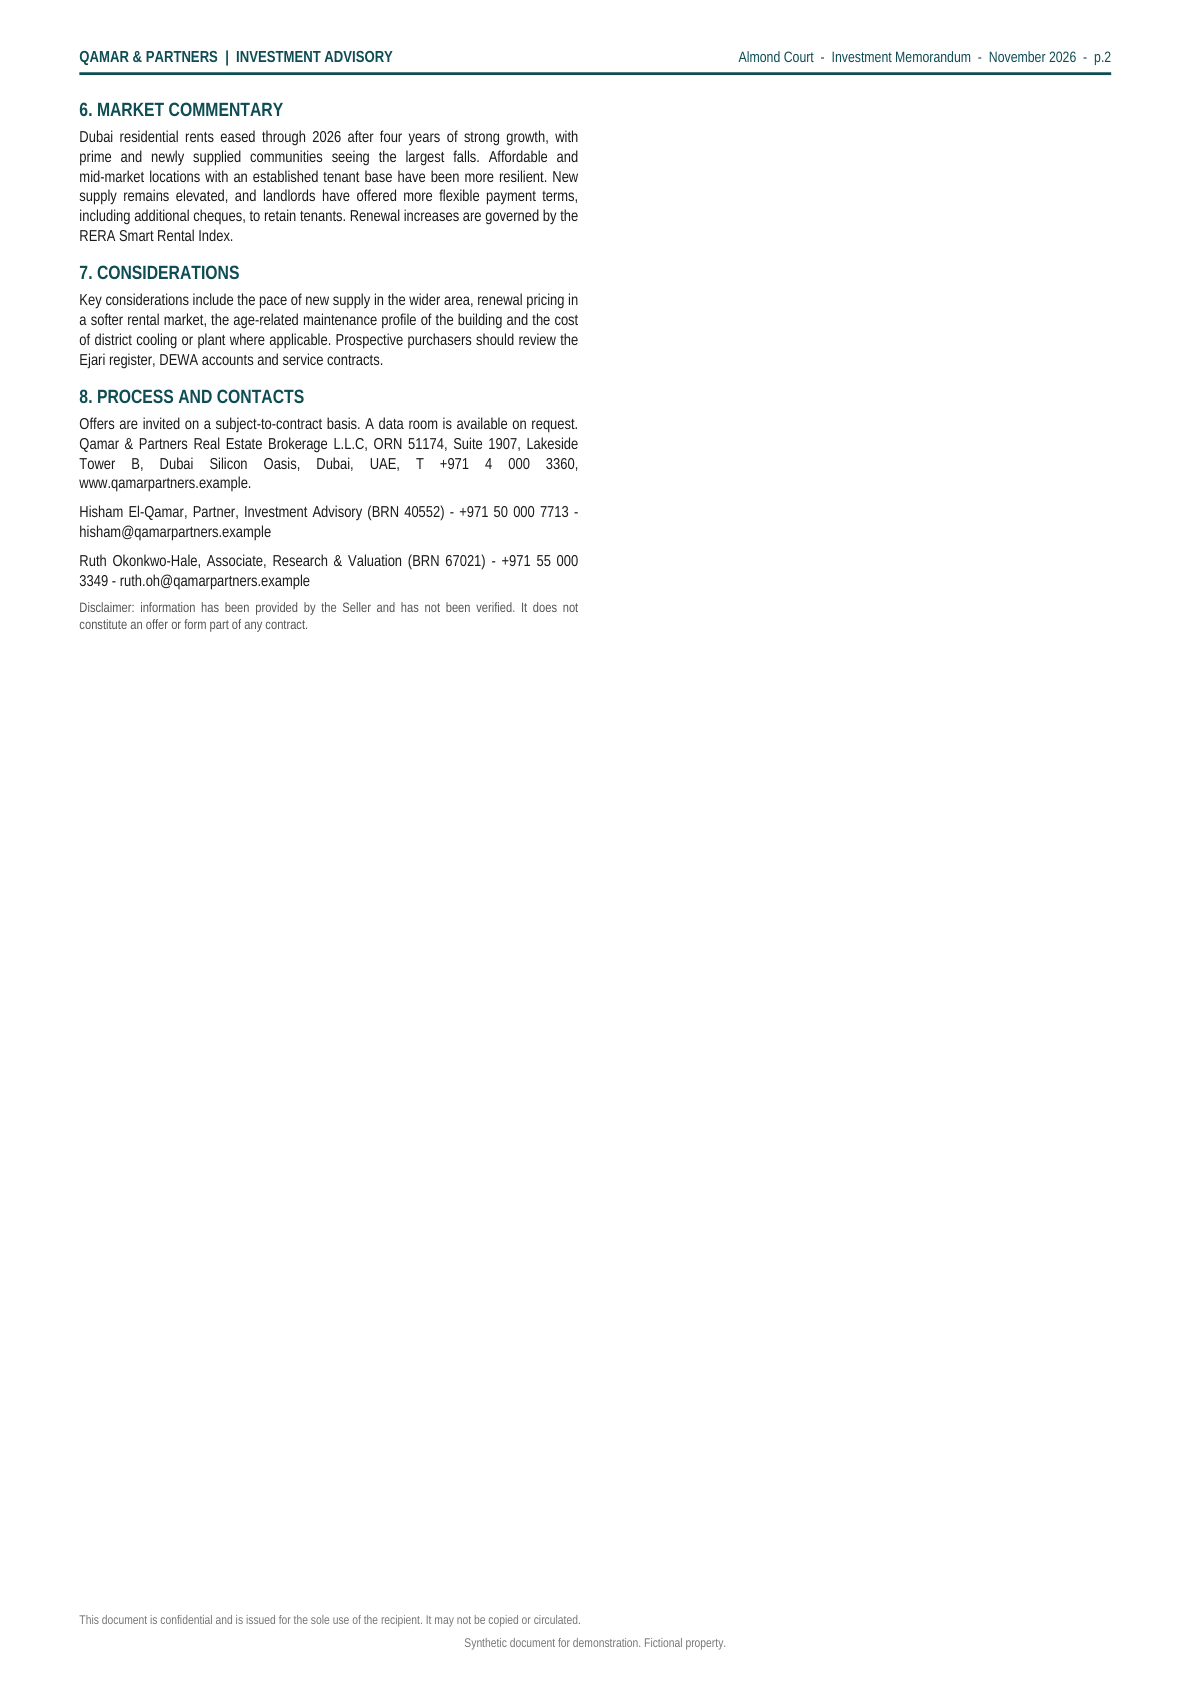 QAMAR & PARTNERS | INVESTMENT ADVISORY
Almond Court - Investment Memorandum - November 2026 - p.2
6. MARKET COMMENTARY
Dubai residential rents eased through 2026 after four years of strong growth, with
prime and newly supplied communities seeing the largest falls. Affordable and
mid-market locations with an established tenant base have been more resilient. New
supply remains elevated, and landlords have offered more flexible payment terms,
including additional cheques, to retain tenants. Renewal increases are governed by the
RERA Smart Rental Index.
7. CONSIDERATIONS
Key considerations include the pace of new supply in the wider area, renewal pricing in
a softer rental market, the age-related maintenance profile of the building and the cost
of district cooling or plant where applicable. Prospective purchasers should review the
Ejari register, DEWA accounts and service contracts.
8. PROCESS AND CONTACTS
Offers are invited on a subject-to-contract basis. A data room is available on request.
Qamar & Partners Real Estate Brokerage L.L.C, ORN 51174, Suite 1907, Lakeside
Tower B, Dubai Silicon Oasis, Dubai, UAE, T +971 4 000 3360,
www.qamarpartners.example.
Hisham El-Qamar, Partner, Investment Advisory (BRN 40552) - +971 50 000 7713 -
hisham@qamarpartners.example
Ruth Okonkwo-Hale, Associate, Research & Valuation (BRN 67021) - +971 55 000
3349 - ruth.oh@qamarpartners.example
Disclaimer: information has been provided by the Seller and has not been verified. It does not
constitute an offer or form part of any contract.
This document is confidential and is issued for the sole use of the recipient. It may not be copied or circulated.
Synthetic document for demonstration. Fictional property.